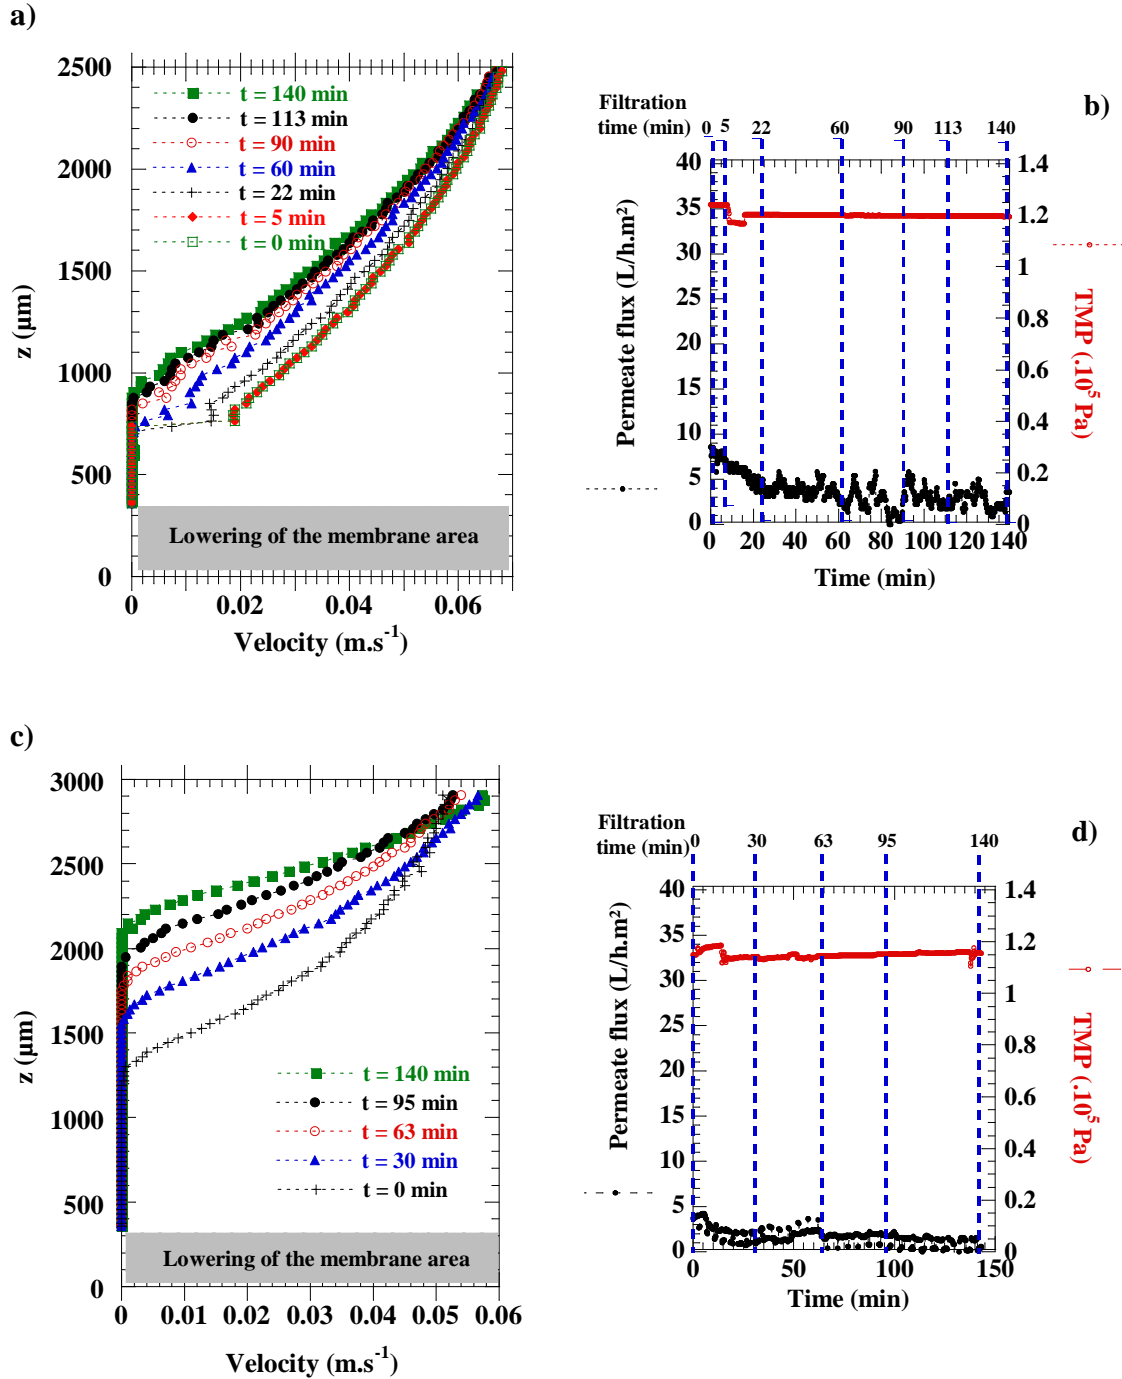 a)
2500
2000
1500
1000
500
0
z (µm)
t = 140 min
t = 113 min
t = 90 min
t = 60 min
t = 22 min
t = 5 min
t = 0 min
Lowering of the membrane area
0 0.02 0.04 0.06
Velocity (m.s⁻¹)
b)
Filtration
time (min) 0 5 22 60 90 113 140
40
35
30
25
20
15
10
5
0
Permeate flux (L/h.m²)
1.4
1.2
1
0.8
0.6
0.4
0.2
0
TMP (.10⁵ Pa)
0 20 40 60 80 100 120 140
Time (min)
c)
3000
2500
2000
1500
1000
500
0
z (µm)
t = 140 min
t = 95 min
t = 63 min
t = 30 min
t = 0 min
Lowering of the membrane area
0 0.01 0.02 0.03 0.04 0.05 0.06
Velocity (m.s⁻¹)
d)
Filtration
time (min) 0 30 63 95 140
40
35
30
25
20
15
10
5
0
Permeate flux (L/h.m²)
1.4
1.2
1
0.8
0.6
0.4
0.2
0
TMP (.10⁵ Pa)
0 50 100 150
Time (min)